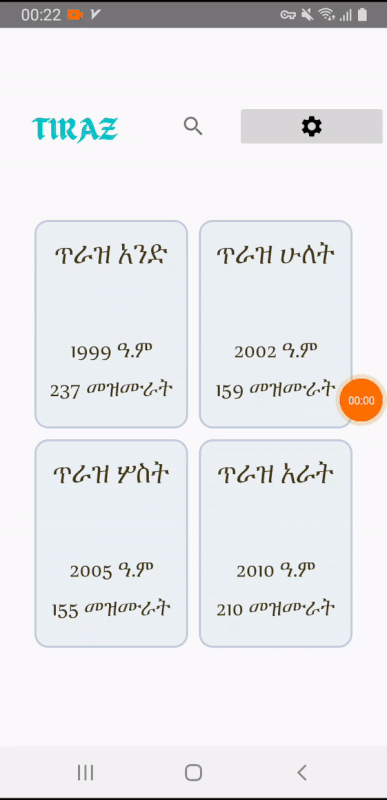 00:22
TIRAZ
ጥራዝ አንድ
1999 ዓ.ም
237 መዝሙራት
ጥራዝ ሁለት
2002 ዓ.ም
159 መዝሙራት
00:00
ጥራዝ ሦስት
2005 ዓ.ም
155 መዝሙራት
ጥራዝ አራት
2010 ዓ.ም
210 መዝሙራት